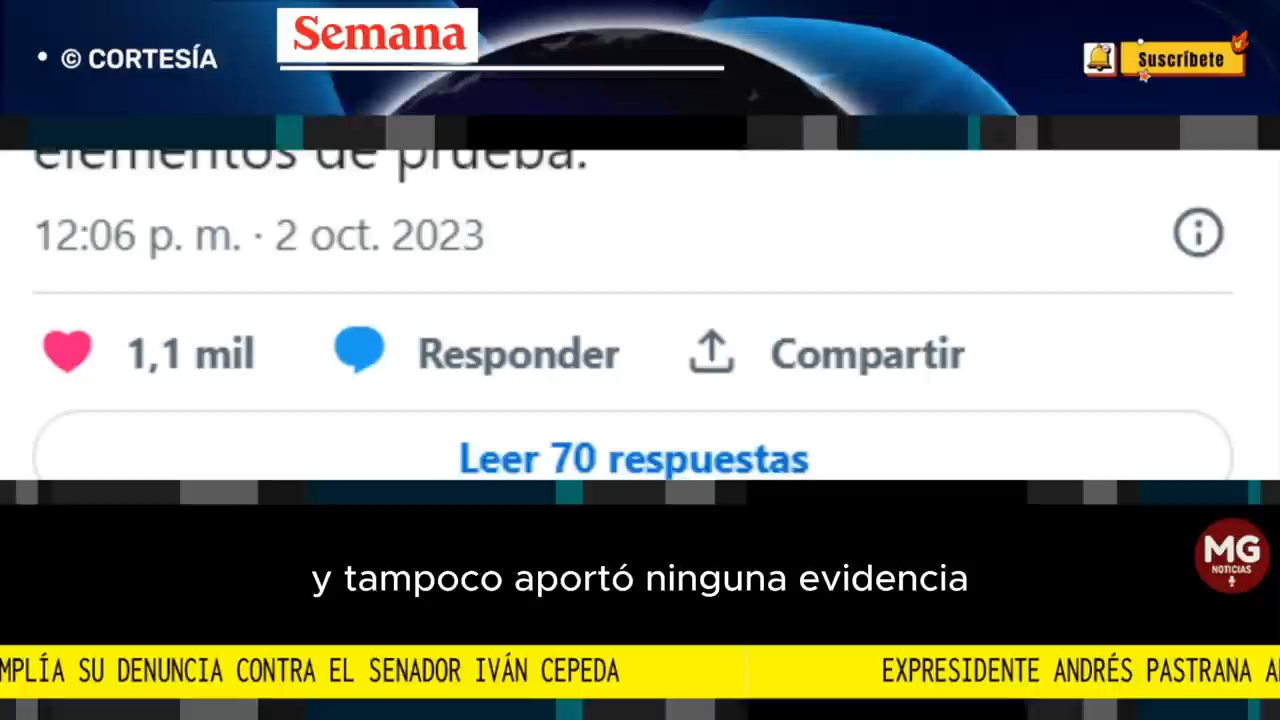 • © CORTESÍA
Semana
Suscríbete
elementos de prueba.
12:06 p. m. · 2 oct. 2023
1,1 mil
Responder
Compartir
Leer 70 respuestas
y tampoco aportó ninguna evidencia
MG
NOTICIAS
MPLÍA SU DENUNCIA CONTRA EL SENADOR IVÁN CEPEDA
EXPRESIDENTE ANDRÉS PASTRANA A